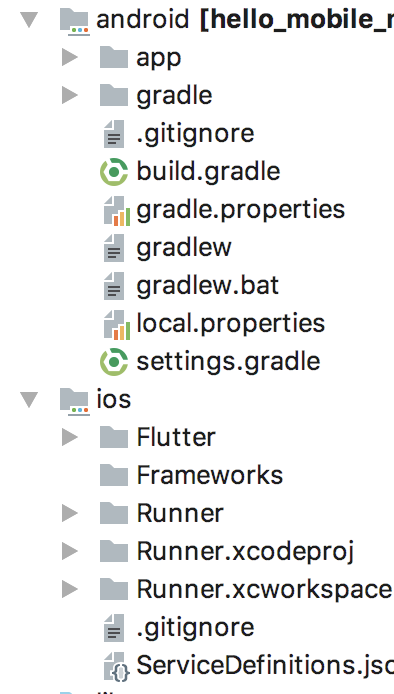 android [hello_mobile_
app
gradle
.gitignore
build.gradle
gradle.properties
gradlew
gradlew.bat
local.properties
settings.gradle
ios
Flutter
Frameworks
Runner
Runner.xcodeproj
Runner.xcworkspace
.gitignore
ServiceDefinitions.jso